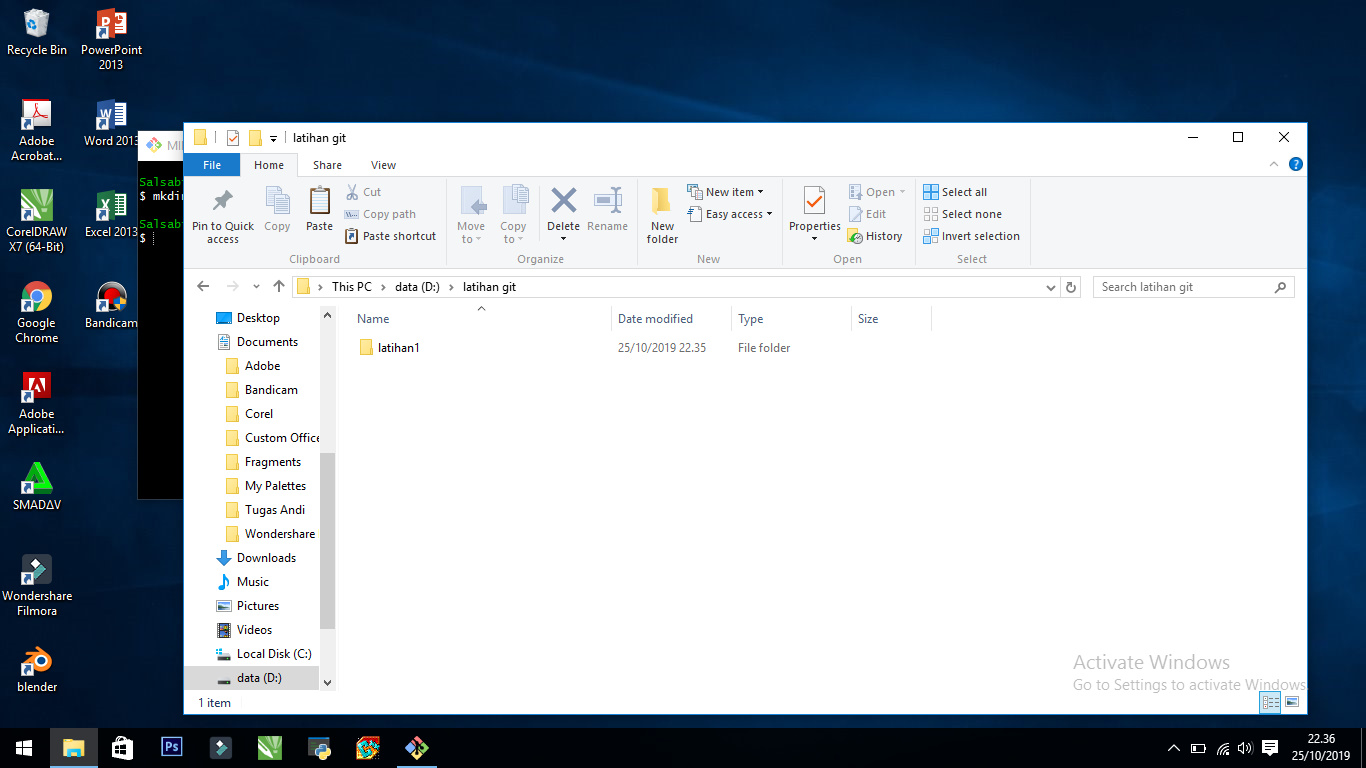 Recycle Bin
PowerPoint
2013
Adobe
Acrobat...
Word 2013
CorelDRAW
X7 (64-Bit)
Excel 2013
Google
Chrome
Bandicam
Adobe
Applicati...
SMADΔV
Wondershare
Filmora
blender
MI
Salsab
$ mkdir
Salsab
$
latihan git
File
Home
Share
View
Pin to Quick
access
Copy
Paste
Cut
Copy path
Paste shortcut
Clipboard
Move
to
Copy
to
Delete
Rename
Organize
New
folder
New item
Easy access
New
Properties
Open
Edit
History
Open
Select all
Select none
Invert selection
Select
This PC > data (D:) > latihan git
Search latihan git
Desktop
Documents
Adobe
Bandicam
Corel
Custom Office
Fragments
My Palettes
Tugas Andi
Wondershare
Downloads
Music
Pictures
Videos
Local Disk (C:)
data (D:)
Name Date modified Type Size
latihan1 25/10/2019 22.35 File folder
1 item
Activate Windows
Go to Settings to activate Windows.
Ps
22.36
25/10/2019